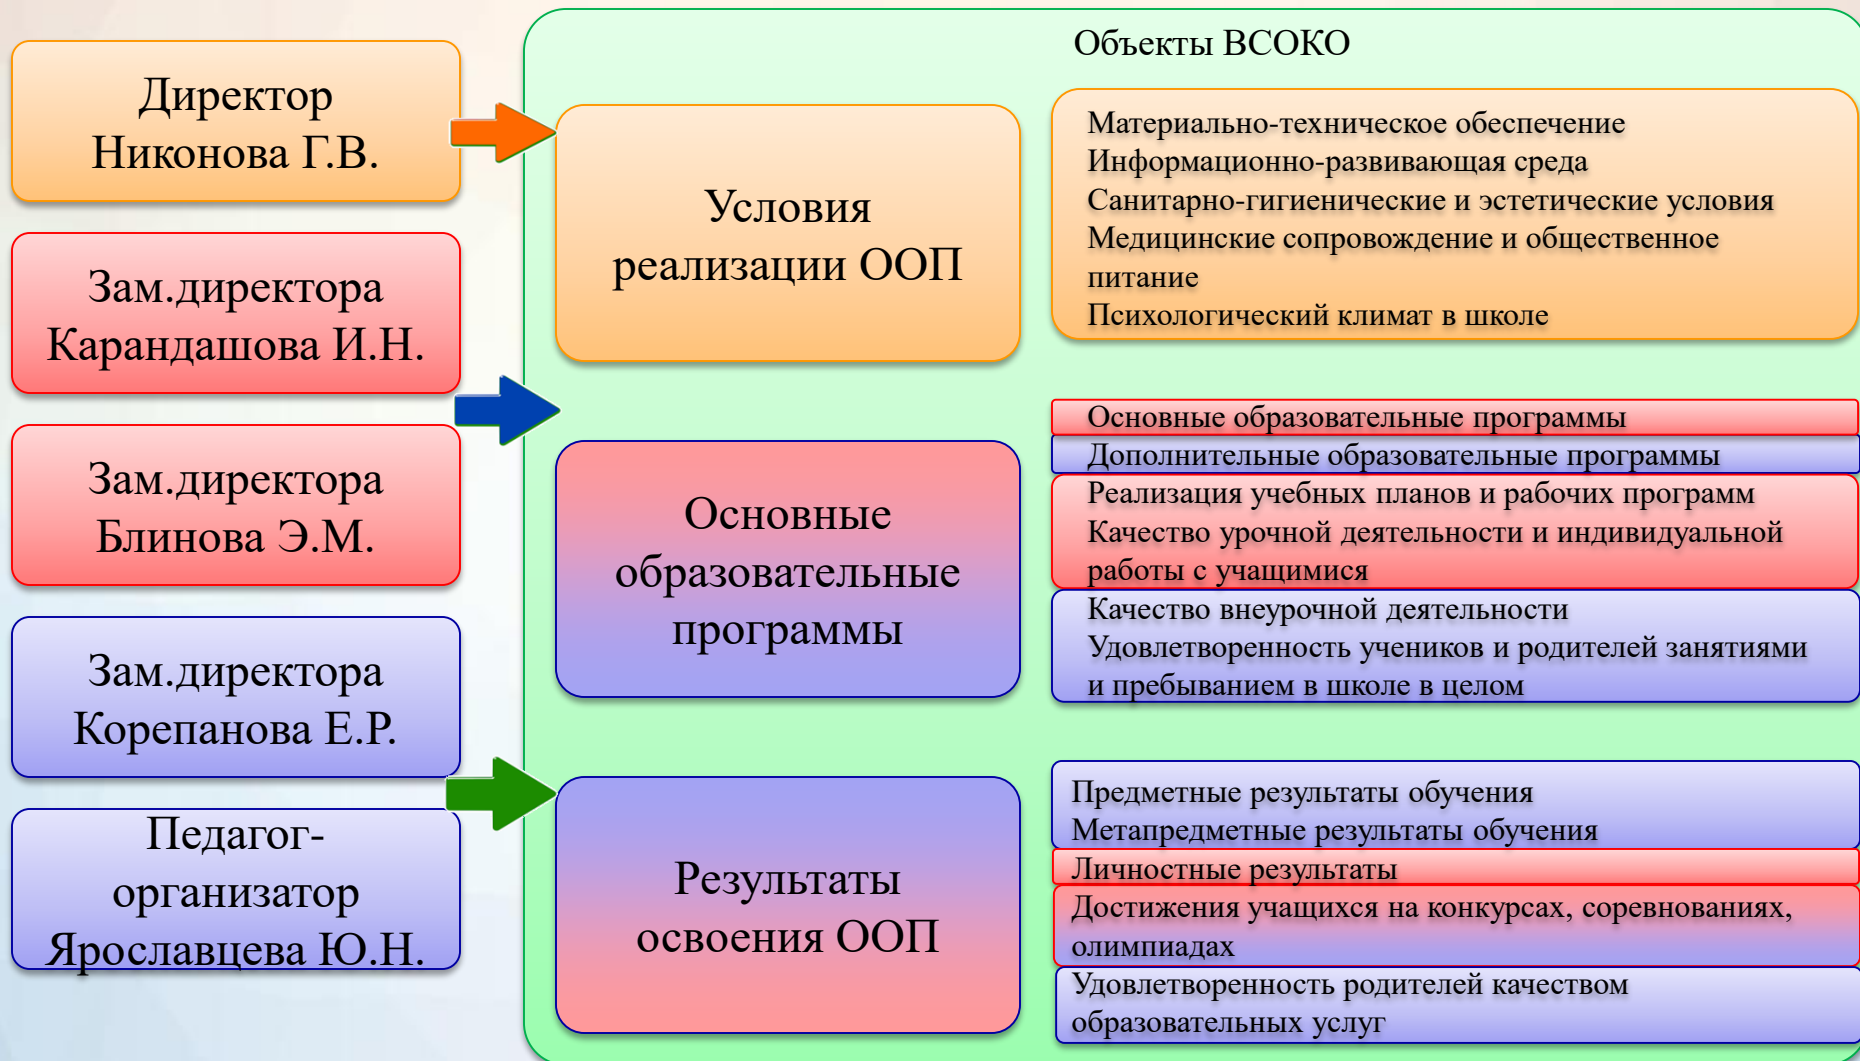 Объекты ВСОКО
Директор
Никонова Г.В.
Зам.директора
Карандашова И.Н.
Зам.директора
Блинова Э.М.
Зам.директора
Корепанова Е.Р.
Педагог-
организатор
Ярославцева Ю.Н.
Условия
реализации ООП
Материально-техническое обеспечение
Информационно-развивающая среда
Санитарно-гигиенические и эстетические условия
Медицинские сопровождение и общественное
питание
Психологический климат в школе
Основные
образовательные
программы
Основные образовательные программы
Дополнительные образовательные программы
Реализация учебных планов и рабочих программ
Качество урочной деятельности и индивидуальной
работы с учащимися
Качество внеурочной деятельности
Удовлетворенность учеников и родителей занятиями
и пребыванием в школе в целом
Результаты
освоения ООП
Предметные результаты обучения
Метапредметные результаты обучения
Личностные результаты
Достижения учащихся на конкурсах, соревнованиях,
олимпиадах
Удовлетворенность родителей качеством
образовательных услуг